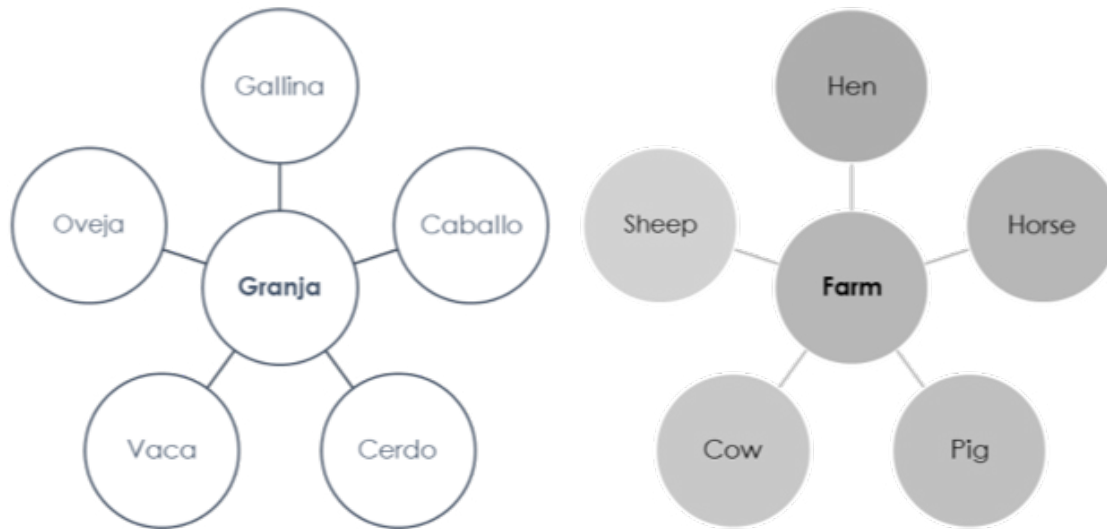 Gallina
Oveja
Caballo
Granja
Vaca
Cerdo
Hen
Sheep
Horse
Farm
Cow
Pig